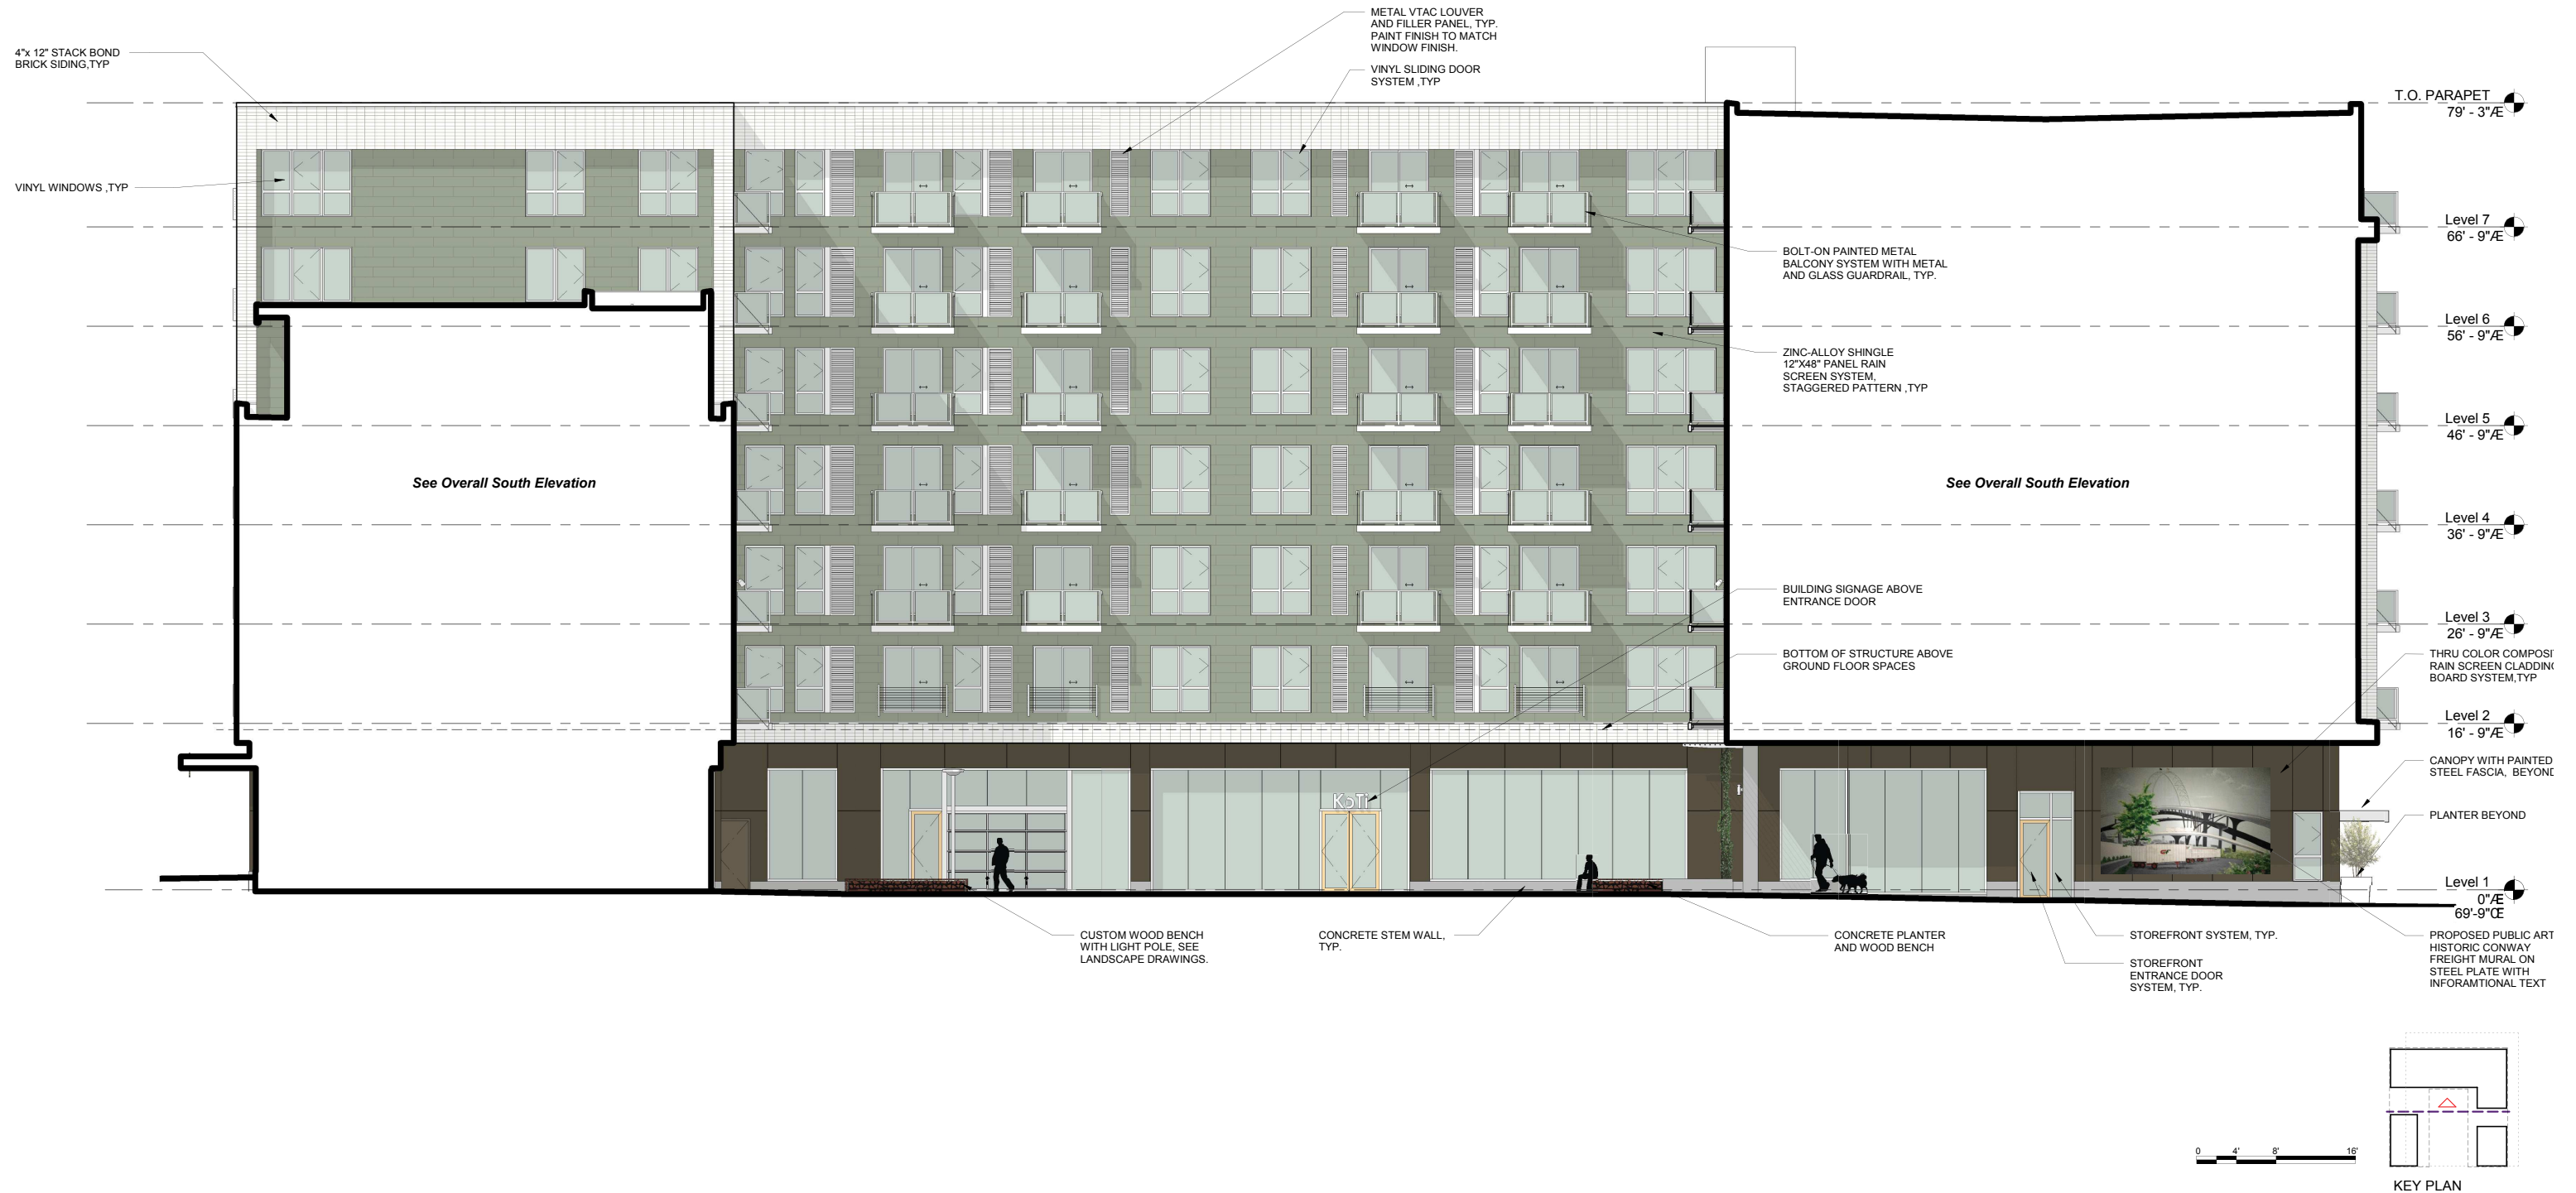 4"x 12" STACK BOND
BRICK SIDING,TYP
VINYL WINDOWS ,TYP
METAL VTAC LOUVER
AND FILLER PANEL, TYP.
PAINT FINISH TO MATCH
WINDOW FINISH.
VINYL SLIDING DOOR
SYSTEM ,TYP
T.O. PARAPET
79' - 3"Æ
Level 7
66' - 9"Æ
BOLT-ON PAINTED METAL
BALCONY SYSTEM WITH METAL
AND GLASS GUARDRAIL, TYP.
Level 6
56' - 9"Æ
ZINC-ALLOY SHINGLE
12"X48" PANEL RAIN
SCREEN SYSTEM,
STAGGERED PATTERN ,TYP
Level 5
46' - 9"Æ
See Overall South Elevation
See Overall South Elevation
Level 4
36' - 9"Æ
BUILDING SIGNAGE ABOVE
ENTRANCE DOOR
Level 3
26' - 9"Æ
BOTTOM OF STRUCTURE ABOVE
GROUND FLOOR SPACES
THRU COLOR COMPOSI
RAIN SCREEN CLADDING
BOARD SYSTEM,TYP
Level 2
16' - 9"Æ
CANOPY WITH PAINTED
STEEL FASCIA, BEYOND
KOTi
PLANTER BEYOND
Level 1
0"Æ
69'-9"Œ
CUSTOM WOOD BENCH
WITH LIGHT POLE, SEE
LANDSCAPE DRAWINGS.
CONCRETE STEM WALL,
TYP.
CONCRETE PLANTER
AND WOOD BENCH
STOREFRONT SYSTEM, TYP.
STOREFRONT
ENTRANCE DOOR
SYSTEM, TYP.
PROPOSED PUBLIC ART
HISTORIC CONWAY
FREIGHT MURAL ON
STEEL PLATE WITH
INFORAMTIONAL TEXT
0 4' 8' 16'
KEY PLAN